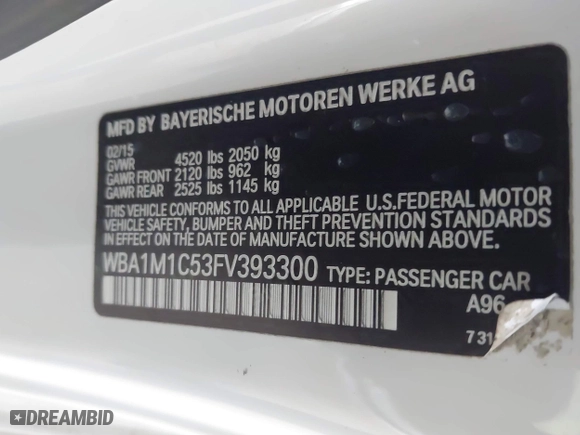 MFD BY BAYERISCHE MOTOREN WERKE AG
02/15
GVWR 4520 lbs 2050 kg
GAWR FRONT 2120 lbs 962 kg
GAWR REAR 2525 lbs 1145 kg
THIS VEHICLE CONFORMS TO ALL APPLICABLE U.S.FEDERAL MOTOR
VEHICLE SAFETY, BUMPER, AND THEFT PREVENTION STANDARDS
IN EFFECT ON THE DATE OF MANUFACTURE SHOWN ABOVE.
WBA1M1C53FV393300 TYPE: PASSENGER CAR
A96
DREAMBID